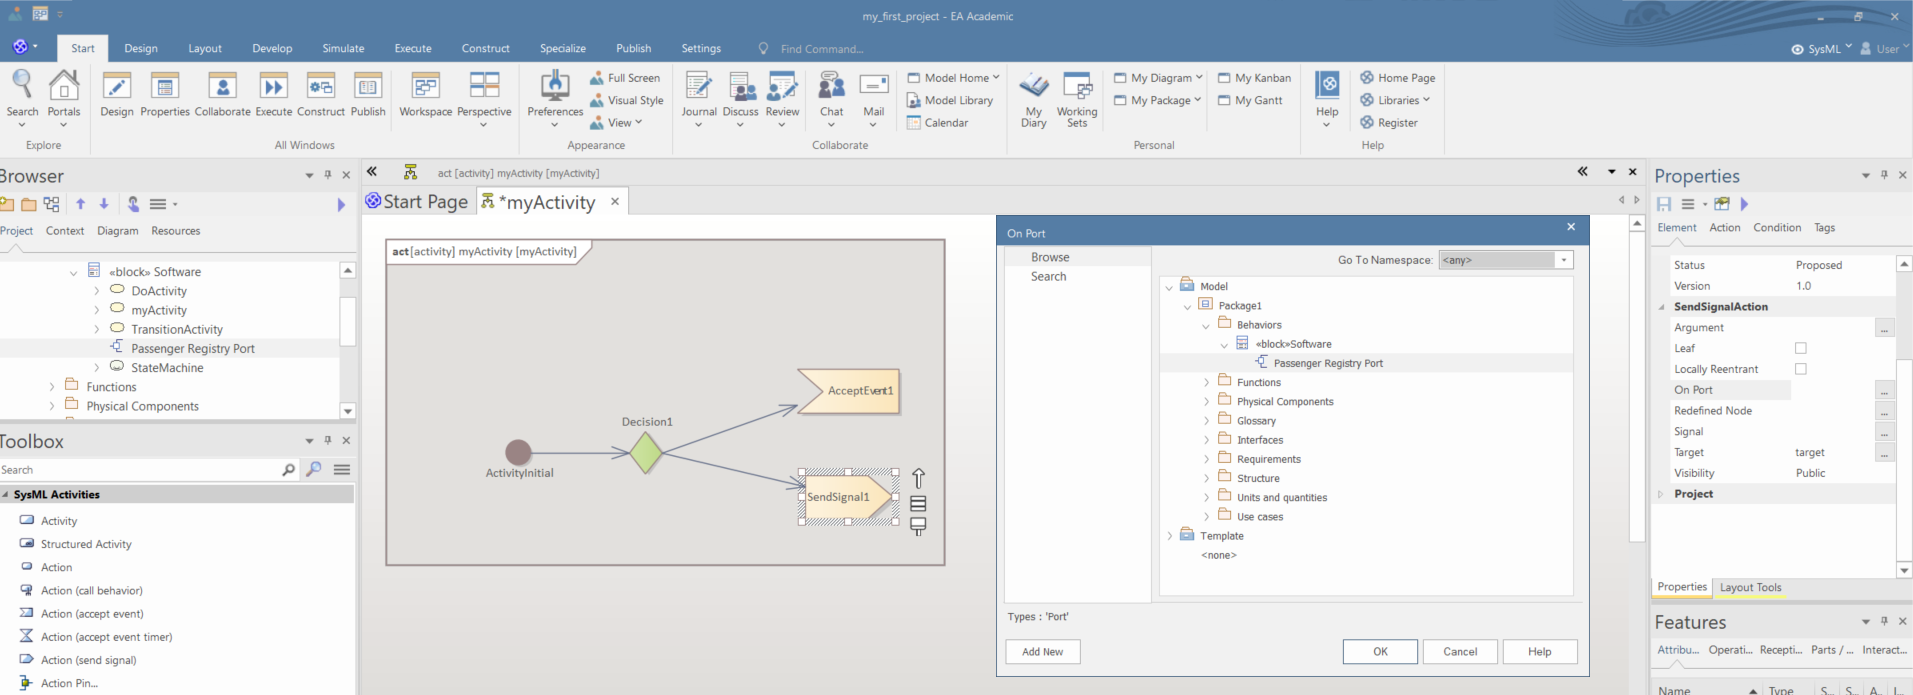 my_first_project - EA Academic
Start Design Layout Develop Simulate Execute Construct Specialize Publish Settings Find Command... SysML User
Search Portals Design Properties Collaborate Execute Construct Publish Workspace Perspective Preferences
Full Screen
Visual Style
View
Journal Discuss Review Chat Mail
Model Home
Model Library
Calendar
My Diary
Working Sets
My Diagram
My Package
My Kanban
My Gantt
Help
Home Page
Libraries
Register
Explore All Windows Appearance Collaborate Personal Help
Browser
Project Context Diagram Resources
«block» Software
DoActivity
myActivity
TransitionActivity
Passenger Registry Port
StateMachine
Functions
Physical Components
Toolbox
Search
SysML Activities
Activity
Structured Activity
Action
Action (call behavior)
Action (accept event)
Action (accept event timer)
Action (send signal)
Action Pin...
act [activity] myActivity [myActivity]
Start Page *myActivity
act [activity] myActivity [myActivity]
AcceptEvent1
Decision1
ActivityInitial
SendSignal1
On Port
Browse
Search
Go To Namespace: <any>
Model
Package1
Behaviors
«block»Software
Passenger Registry Port
Functions
Physical Components
Glossary
Interfaces
Requirements
Structure
Units and quantities
Use cases
Template
<none>
Types : 'Port'
Add New OK Cancel Help
Properties
Element Action Condition Tags
Status Proposed
Version 1.0
SendSignalAction
Argument ...
Leaf
Locally Reentrant
On Port ...
Redefined Node ...
Signal ...
Target target ...
Visibility Public
Project
Properties Layout Tools
Features
Attribu... Operati... Recepti... Parts / ... Interact...
Name Type S... S... A.. I...